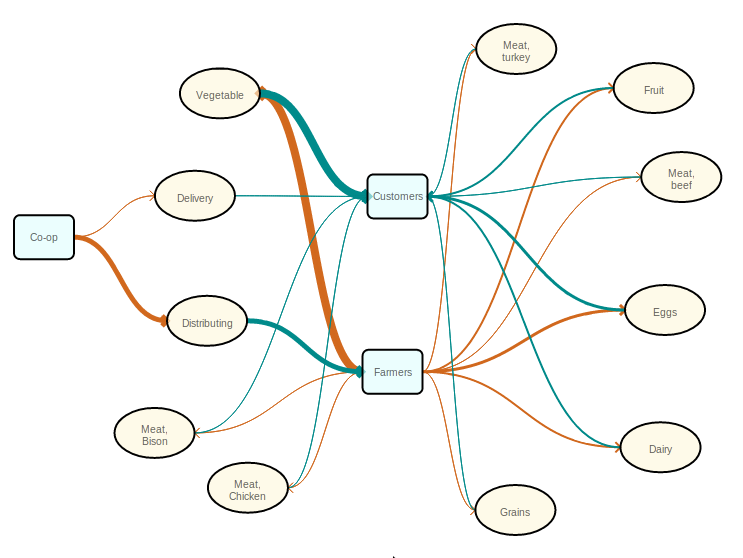 Meat,
turkey
Vegetable
Fruit
Meat,
beef
Delivery
Customers
Co-op
Distributing
Eggs
Farmers
Meat,
Bison
Dairy
Meat,
Chicken
Grains